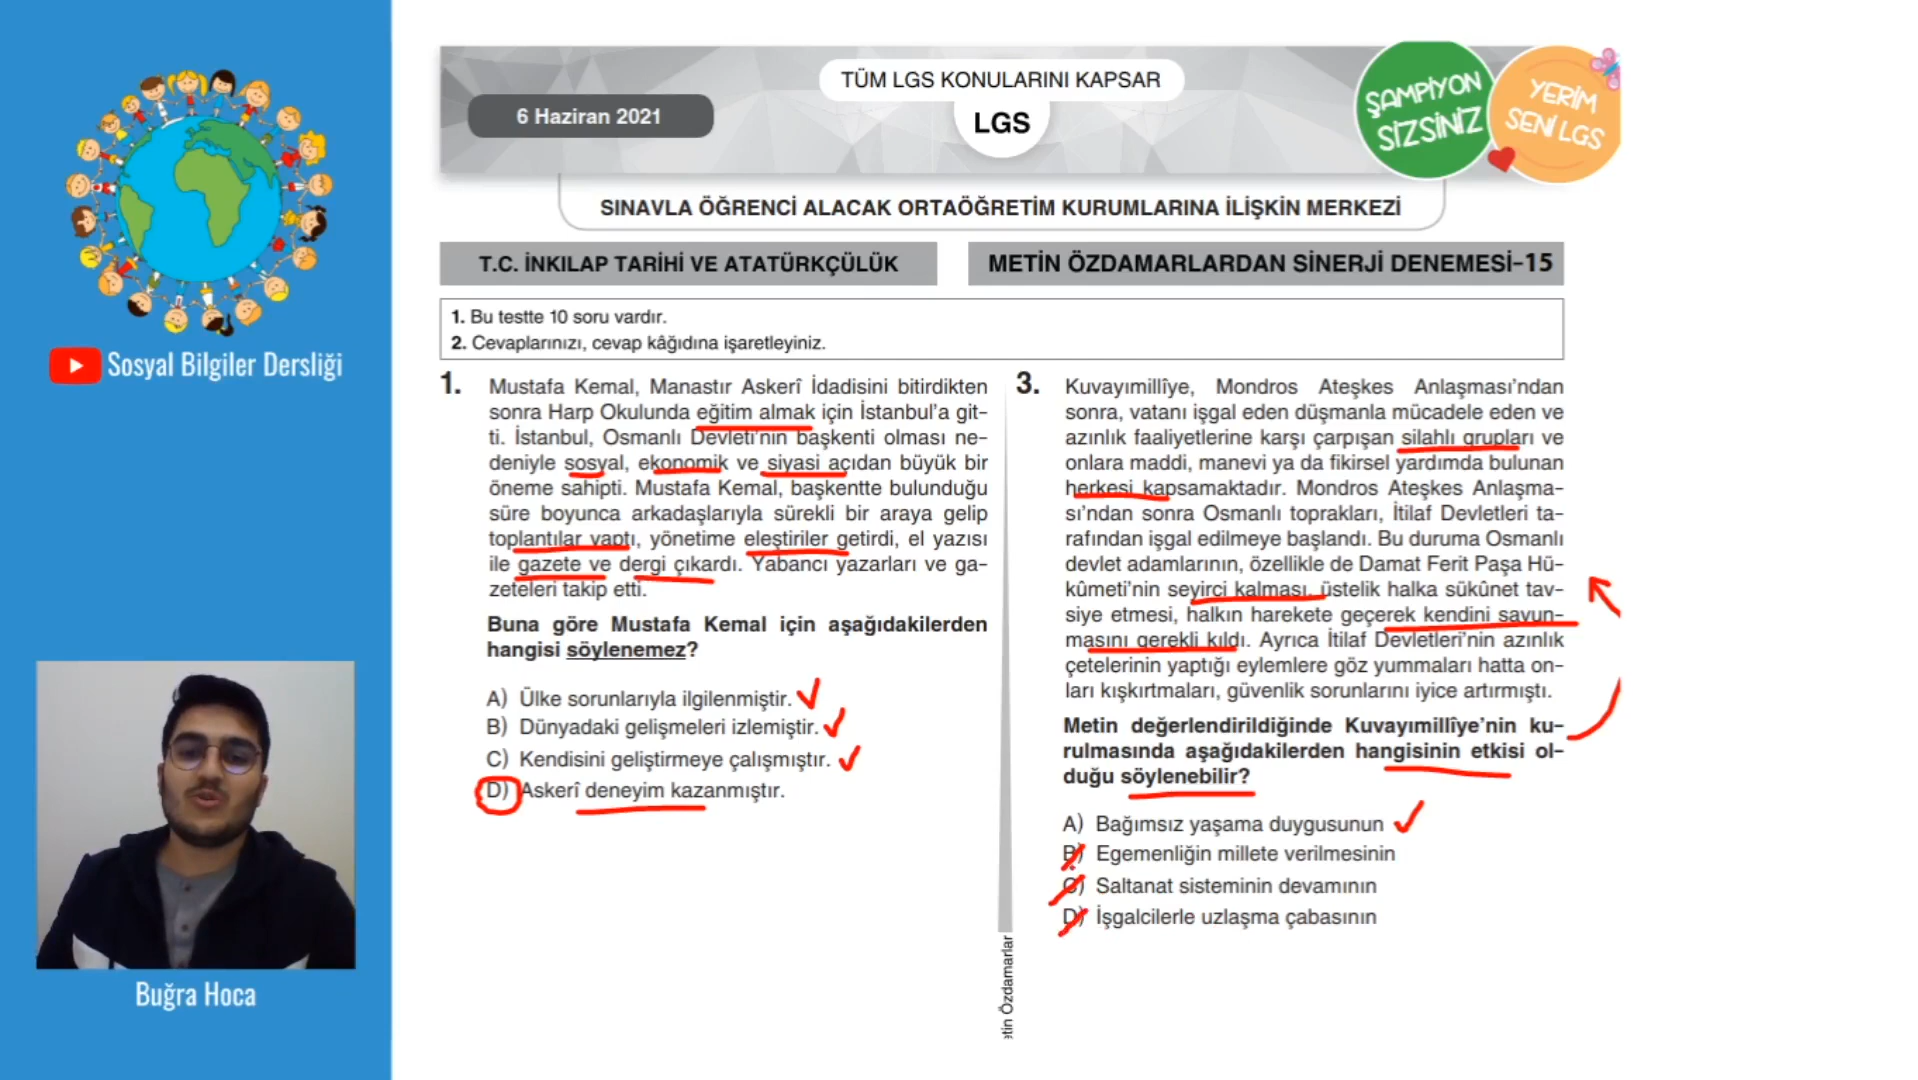 Sosyal Bilgiler Dersliği
Buğra Hoca
6 Haziran 2021
TÜM LGS KONULARINI KAPSAR
LGS
ŞAMPİYON
SİZSİNİZ
YERİM
SENİ LGS
SINAVLA ÖĞRENCİ ALACAK ORTAÖĞRETİM KURUMLARINA İLİŞKİN MERKEZİ
T.C. İNKILAP TARİHİ VE ATATÜRKÇÜLÜK
METİN ÖZDAMARLARDAN SİNERJİ DENEMESİ-15
1. Bu testte 10 soru vardır.
2. Cevaplarınızı, cevap kâğıdına işaretleyiniz.
1. Mustafa Kemal, Manastır Askerî İdadisini bitirdikten
sonra Harp Okulunda eğitim almak için İstanbul'a git-
ti. İstanbul, Osmanlı Devleti'nin başkenti olması ne-
deniyle sosyal, ekonomik ve siyasi açıdan büyük bir
öneme sahipti. Mustafa Kemal, başkentte bulunduğu
süre boyunca arkadaşlarıyla sürekli bir araya gelip
toplantılar yaptı, yönetime eleştiriler getirdi, el yazısı
ile gazete ve dergi çıkardı. Yabancı yazarları ve ga-
zeteleri takip etti.
Buna göre Mustafa Kemal için aşağıdakilerden
hangisi söylenemez?
A) Ülke sorunlarıyla ilgilenmiştir.
B) Dünyadaki gelişmeleri izlemiştir.
C) Kendisini geliştirmeye çalışmıştır.
D) Askerî deneyim kazanmıştır.
3. Kuvayımillîye, Mondros Ateşkes Anlaşması'ndan
sonra, vatanı işgal eden düşmanla mücadele eden ve
azınlık faaliyetlerine karşı çarpışan silahlı grupları ve
onlara maddi, manevi ya da fikirsel yardımda bulunan
herkesi kapsamaktadır. Mondros Ateşkes Anlaşma-
sı'ndan sonra Osmanlı toprakları, İtilaf Devletleri ta-
rafından işgal edilmeye başlandı. Bu duruma Osmanlı
devlet adamlarının, özellikle de Damat Ferit Paşa Hü-
kûmeti'nin seyirci kalması, üstelik halka sükûnet tav-
siye etmesi, halkın harekete geçerek kendini savun-
masını gerekli kıldı. Ayrıca İtilaf Devletleri'nin azınlık
çetelerinin yaptığı eylemlere göz yummaları hatta on-
ları kışkırtmaları, güvenlik sorunlarını iyice artırmıştı.
Metin değerlendirildiğinde Kuvayımillîye'nin ku-
rulmasında aşağıdakilerden hangisinin etkisi ol-
duğu söylenebilir?
A) Bağımsız yaşama duygusunun
B) Egemenliğin millete verilmesinin
C) Saltanat sisteminin devamının
D) İşgalcilerle uzlaşma çabasının
etin Özdamarlar